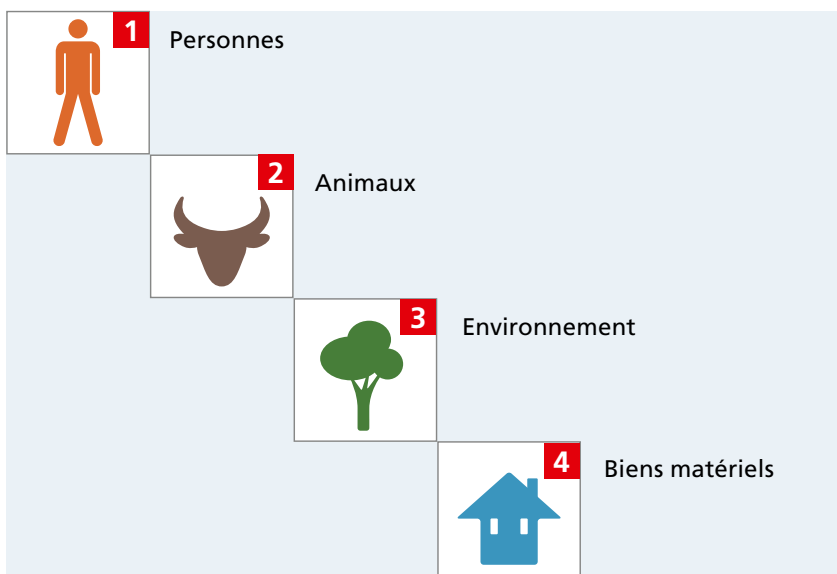 1
Personnes
2
Animaux
3
Environnement
4
Biens matériels